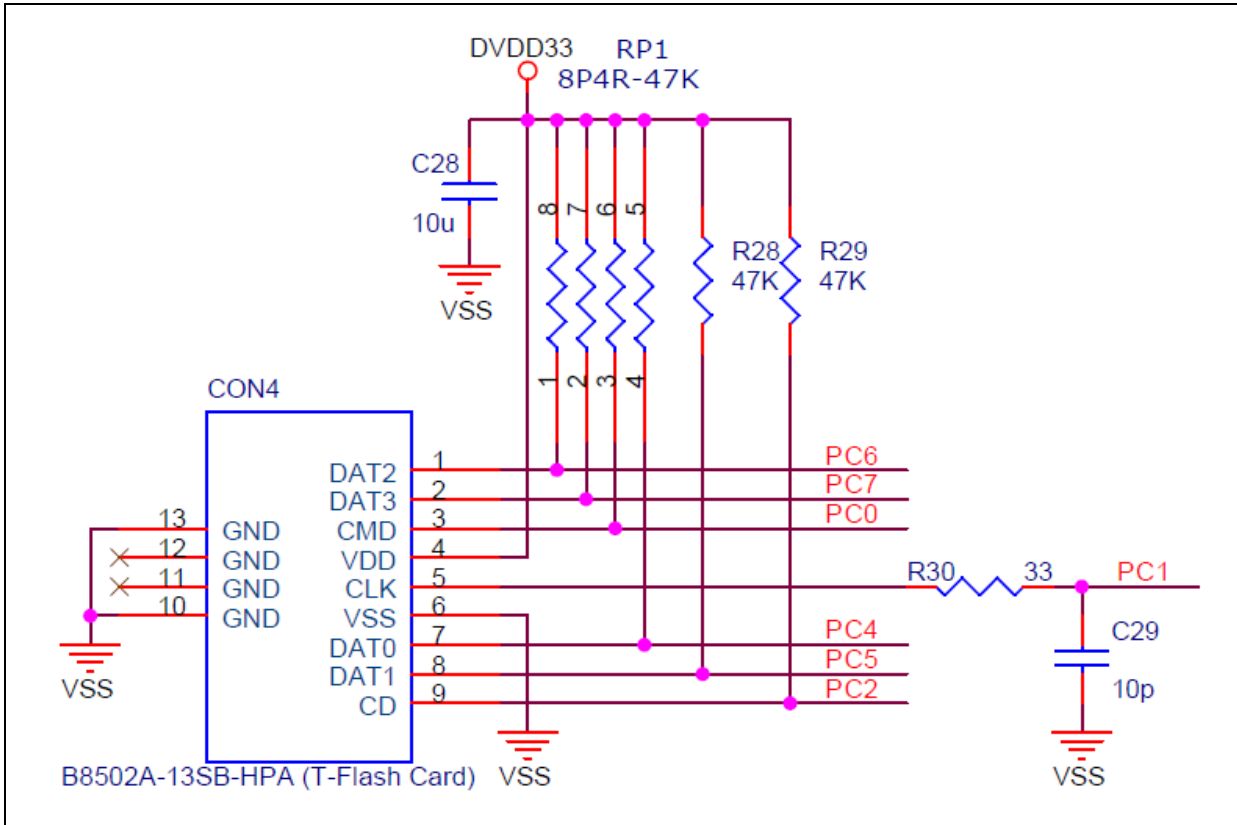 DVDD33
RP1
8P4R-47K
C28
10u
VSS
8
7
6
5
R28
47K
R29
47K
1
2
3
4
CON4
DAT2
1
PC6
DAT3
2
PC7
13
GND
CMD
3
PC0
12
GND
VDD
4
11
GND
CLK
5
R30
33
PC1
10
GND
VSS
6
DAT0
7
PC4
C29
10p
DAT1
8
PC5
CD
9
PC2
VSS
VSS
VSS
B8502A-13SB-HPA (T-Flash Card)